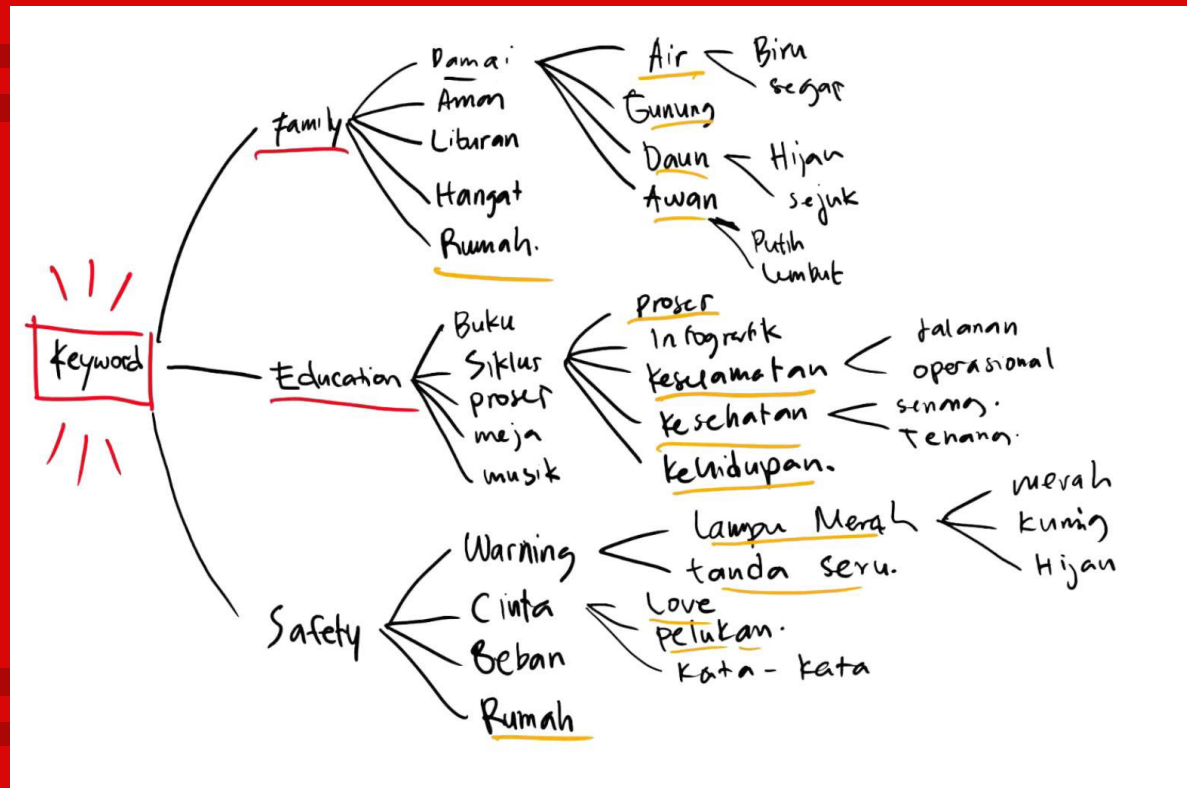 Keyword
Family
Damai
Aman
Liburan
Hangat
Rumah.
Air
Biru
segar
Gunung
Daun
Hijau
sejuk
Awan
Putih
Lembut
Education
Buku
Siklus
proses
meja
musik
proses
Infografik
Keselamatan
Jalanan
operasional
Kesehatan
senang.
Tenang.
Kehidupan.
Safety
Warning
Lampu Merah
merah
Kuning
Hijau
tanda seru.
Cinta
Love
pelukan.
Kata-kata
Beban
Rumah